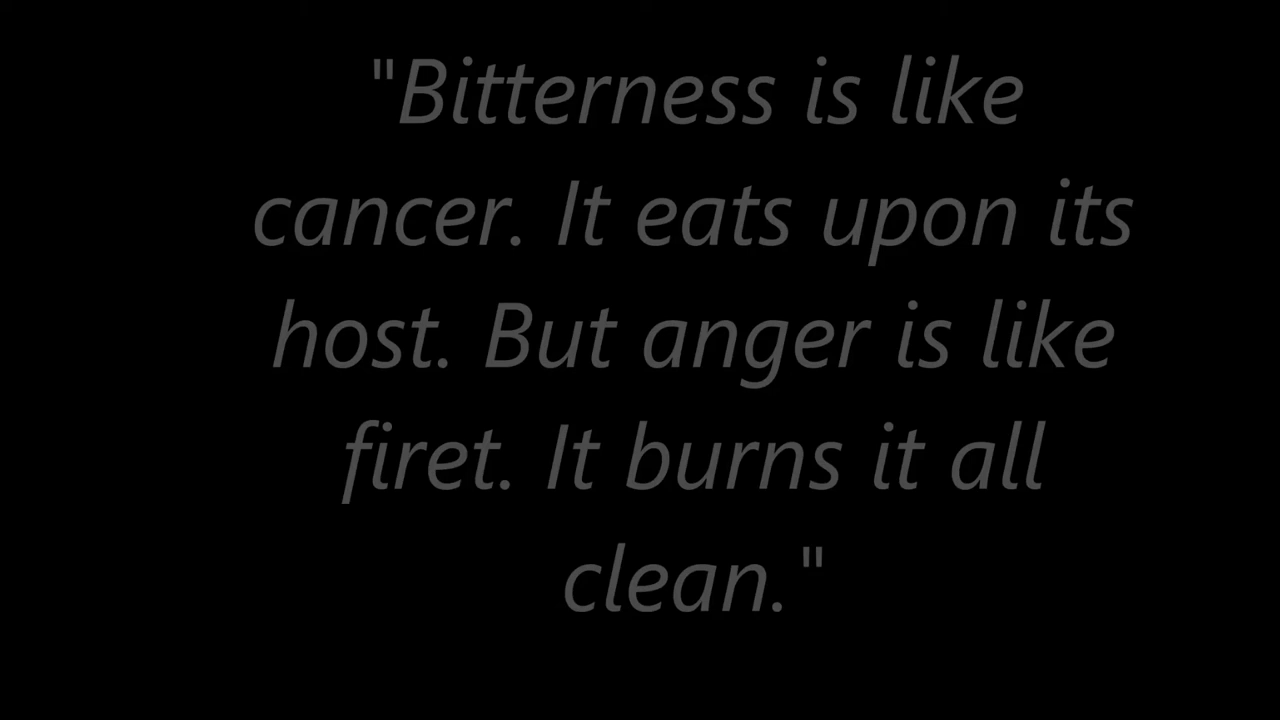 "Bitterness is like
cancer. It eats upon its
host. But anger is like
firet. It burns it all
clean."